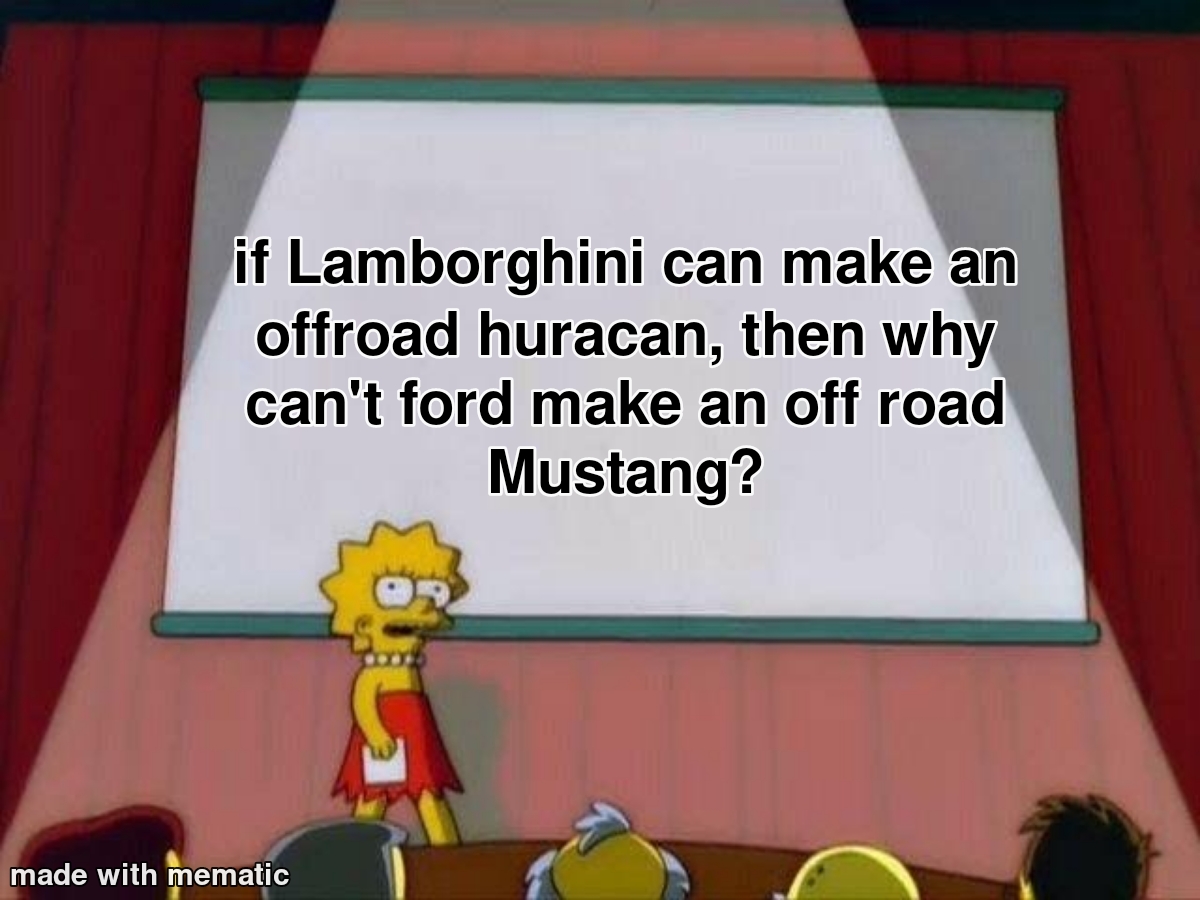 if Lamborghini can make an
offroad huracan, then why
can't ford make an off road
Mustang?
made with mematic